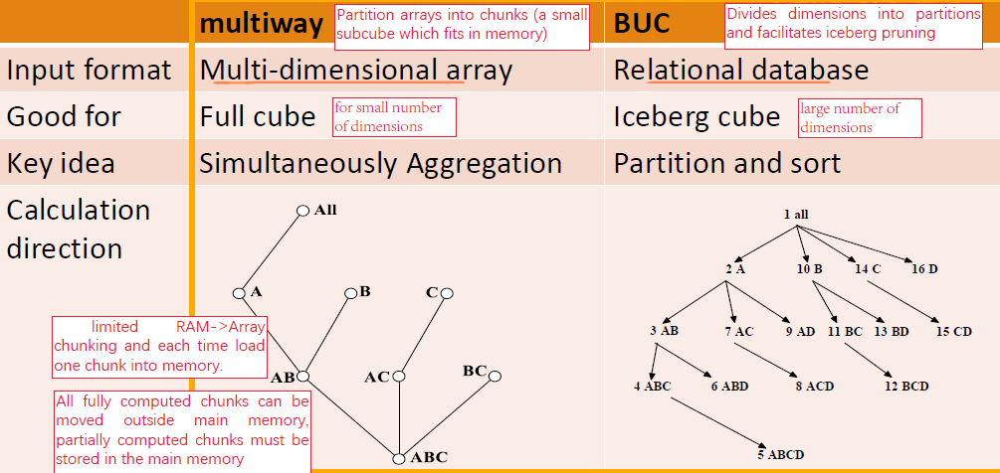 multiway
Partition arrays into chunks (a small
subcube which fits in memory)
BUC
Divides dimensions into partitions
and facilitates iceberg pruning
Input format
Multi-dimensional array
Relational database
Good for
Full cube
for small number
of dimensions
Iceberg cube
large number of
dimensions
Key idea
Simultaneously Aggregation
Partition and sort
Calculation
direction
limited RAM->Array
chunking and each time load
one chunk into memory.
All fully computed chunks can be
moved outside main memory,
partially computed chunks must be
stored in the main memory
All
A
B
C
AB
AC
BC
ABC
1 all
2 A
10 B
14 C
16 D
3 AB
7 AC
9 AD
11 BC
13 BD
15 CD
4 ABC
6 ABD
8 ACD
12 BCD
5 ABCD